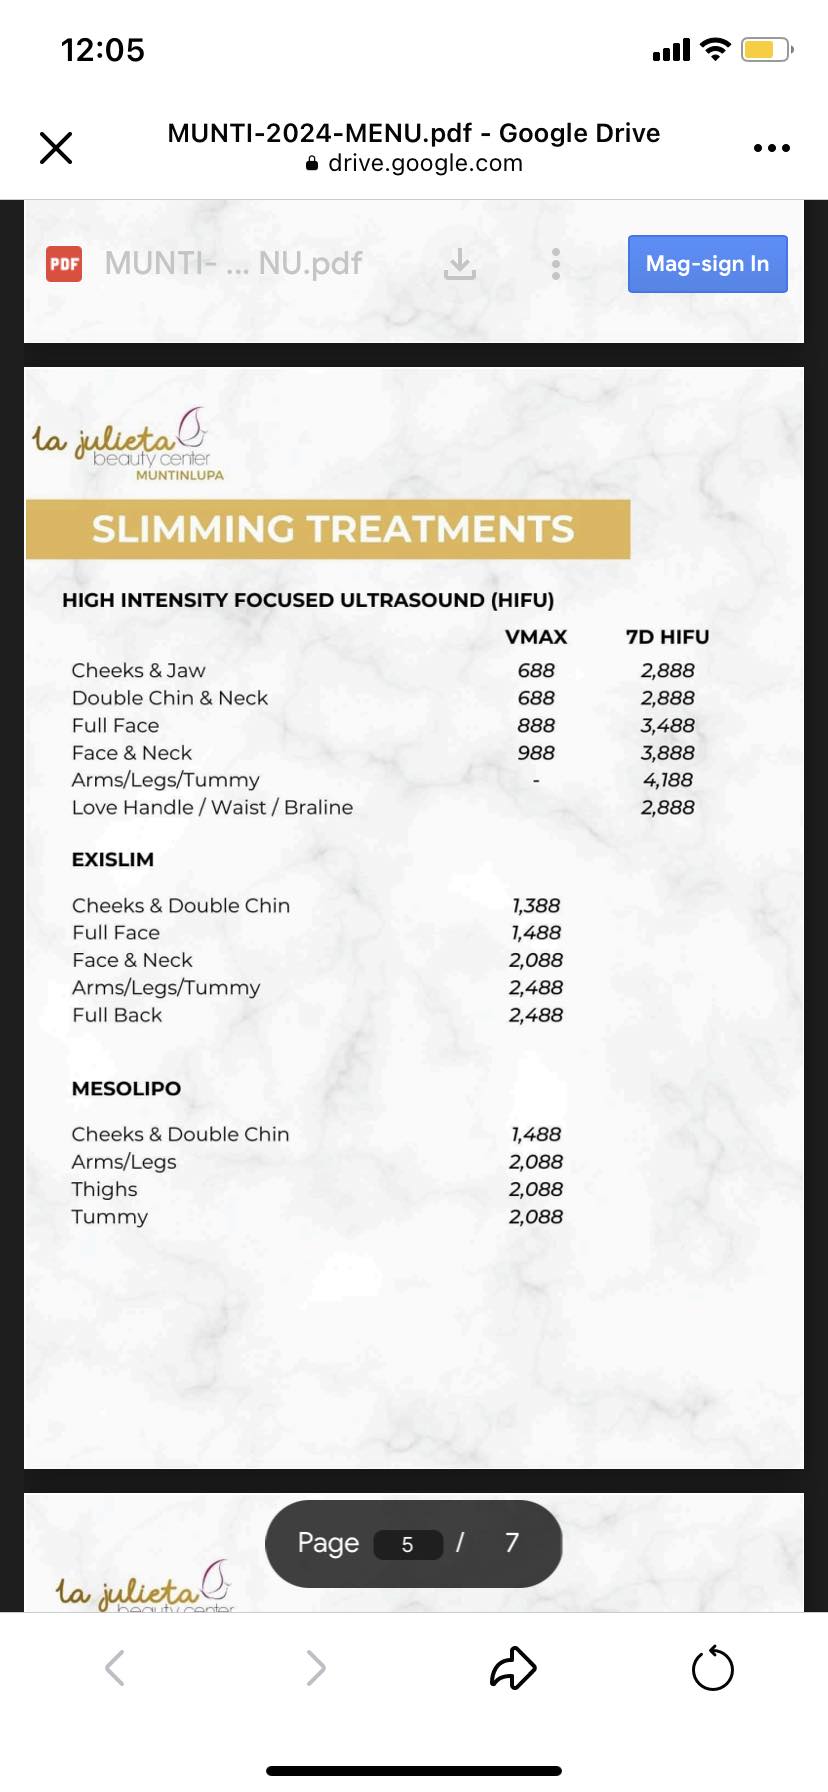 12:05
MUNTI-2024-MENU.pdf - Google Drive
drive.google.com
PDF MUNTI- ... NU.pdf Mag-sign In
la julieta
beauty center
MUNTINLUPA
SLIMMING TREATMENTS
HIGH INTENSITY FOCUSED ULTRASOUND (HIFU)
VMAX 7D HIFU
Cheeks & Jaw 688 2,888
Double Chin & Neck 688 2,888
Full Face 888 3,488
Face & Neck 988 3,888
Arms/Legs/Tummy - 4,188
Love Handle / Waist / Braline 2,888
EXISLIM
Cheeks & Double Chin 1,388
Full Face 1,488
Face & Neck 2,088
Arms/Legs/Tummy 2,488
Full Back 2,488
MESOLIPO
Cheeks & Double Chin 1,488
Arms/Legs 2,088
Thighs 2,088
Tummy 2,088
Page 5 / 7
la julieta
beauty center